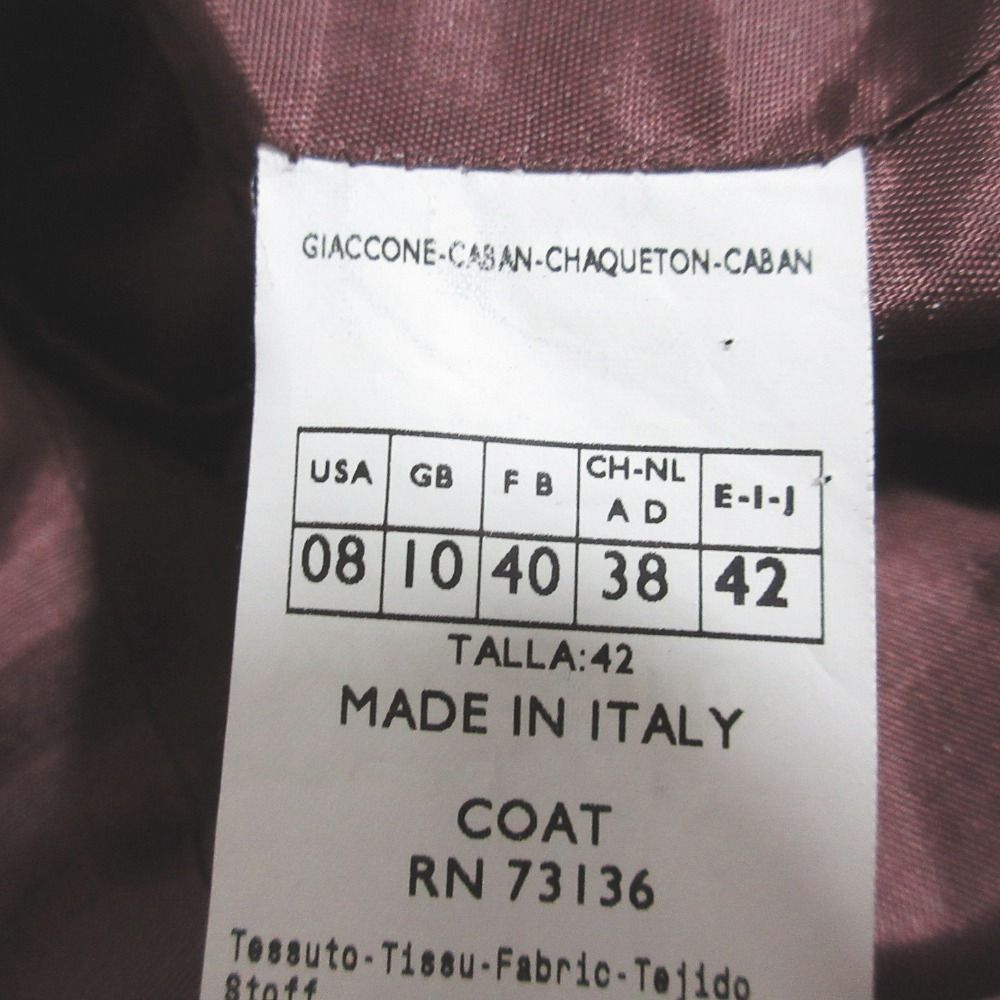 GIACCONE-CABAN-CHAQUETON-CABAN
USA GB F B CH-NL A D E-I-J
08 10 40 38 42
TALLA:42
MADE IN ITALY
COAT
RN 73136
Tessuto-Tissu-Fabric-Tejido
Stoff